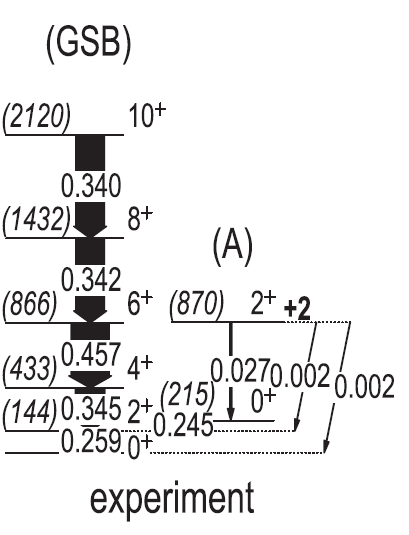 (GSB)
(2120) 10+
0.340
(1432) 8+
(A)
0.342
(866) 6+ (870) 2+ +2
0.457
(433) 4+ 0.027 0.002 0.002
(215) 0+
(144) 0.345 2+ 0.245
0.259 0+
experiment